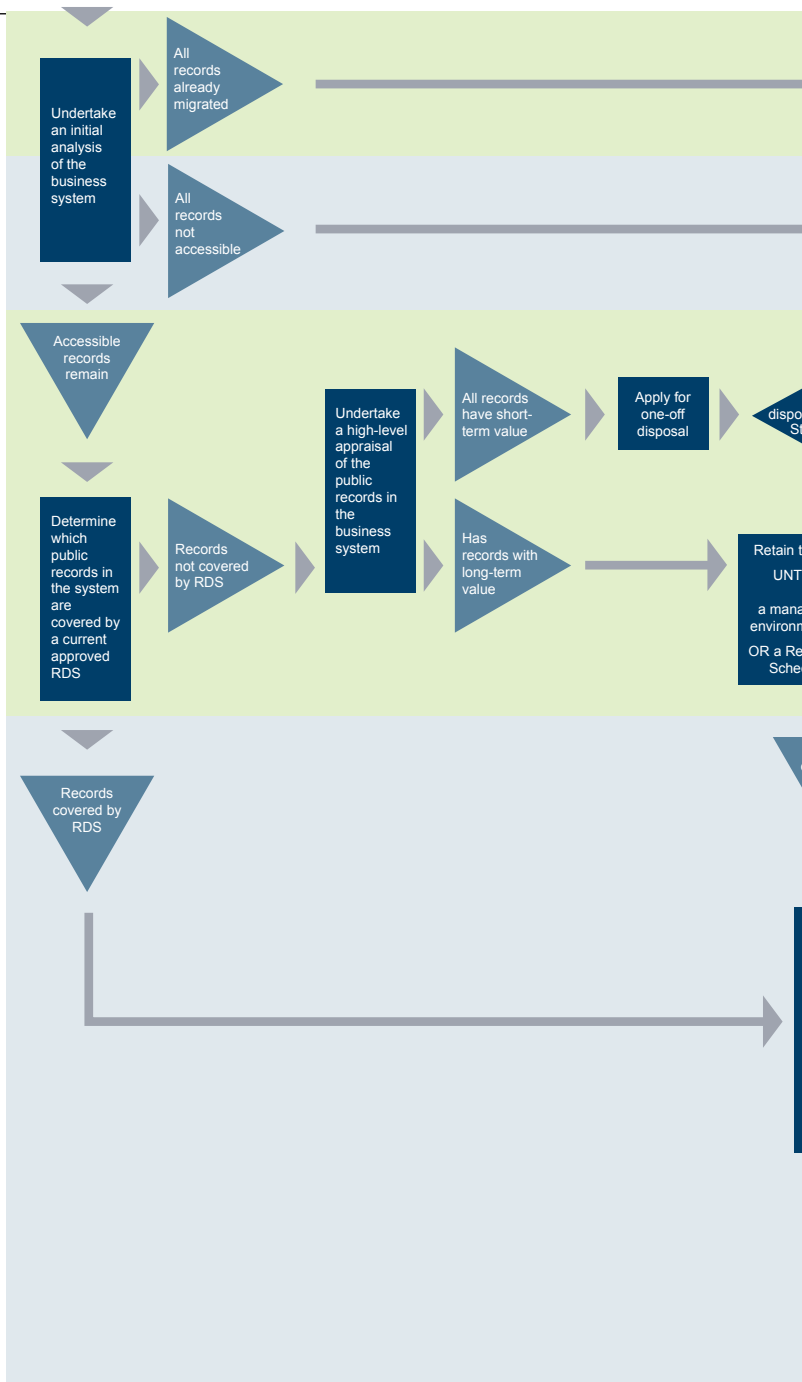 All
records
already
migrated
Undertake
an initial
analysis
of the
business
system
All
records
not
accessible
Accessible
records
remain
Undertake
a high-level
appraisal
of the
public
records in
the
business
system
All records
have short-
term value
Apply for
one-off
disposal
Determine
which
public
records in
the system
are
covered by
a current
approved
RDS
Records
not covered
by RDS
Has
records with
long-term
value
Retain
OR a
Records
covered by
RDS